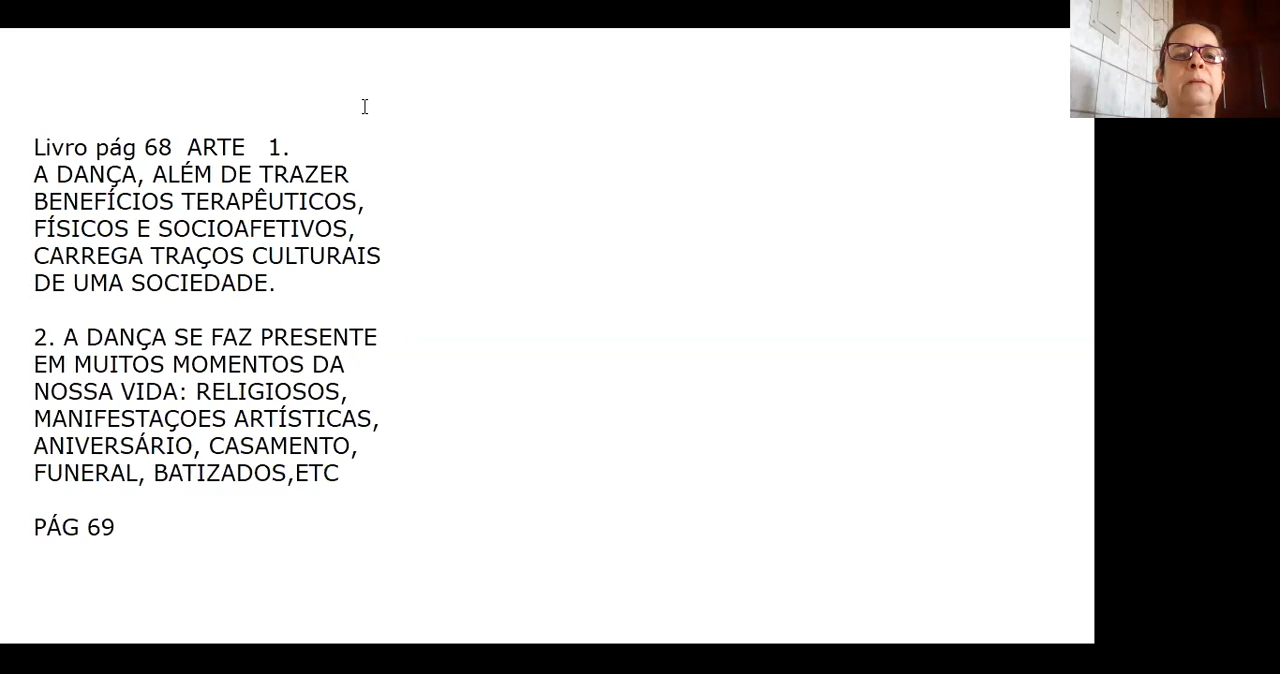 Livro pág 68  ARTE   1.
A DANÇA, ALÉM DE TRAZER
BENEFÍCIOS TERAPÊUTICOS,
FÍSICOS E SOCIOAFETIVOS,
CARREGA TRAÇOS CULTURAIS
DE UMA SOCIEDADE.
2. A DANÇA SE FAZ PRESENTE
EM MUITOS MOMENTOS DA
NOSSA VIDA: RELIGIOSOS,
MANIFESTAÇOES ARTÍSTICAS,
ANIVERSÁRIO, CASAMENTO,
FUNERAL, BATIZADOS,ETC
PÁG 69